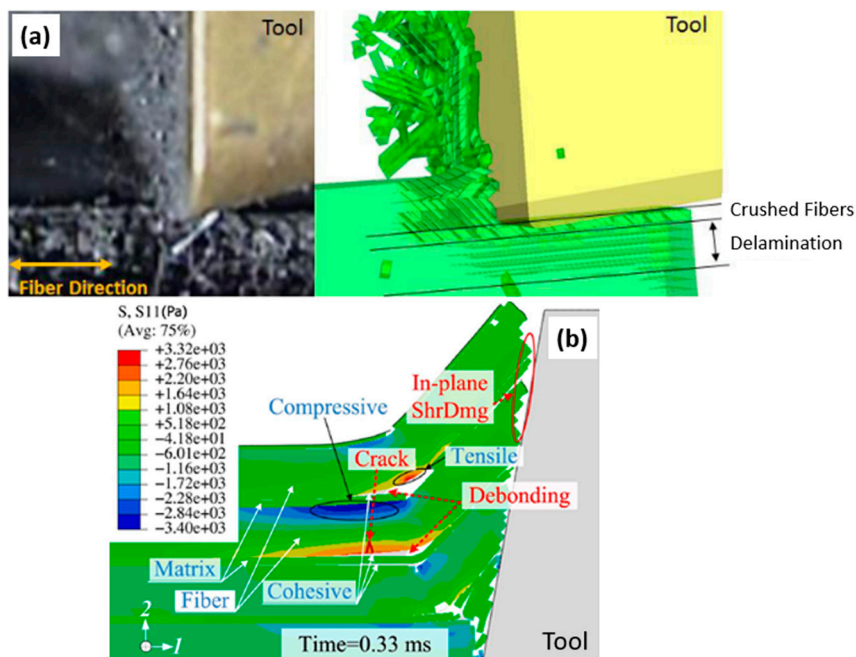 (a)
Tool
Tool
Fiber Direction
Crushed Fibers
Delamination
S, S11(Pa)
(Avg: 75%)
+3.32e+03
+2.76e+03
+2.20e+03
+1.64e+03
+1.08e+03
+5.18e+02
−4.18e+01
−6.01e+02
−1.16e+03
−1.72e+03
−2.28e+03
−2.84e+03
−3.40e+03
(b)
In-plane
ShrDmg
Compressive
Crack
Tensile
Debonding
Matrix
Fiber
Cohesive
2
1
Time=0.33 ms
Tool